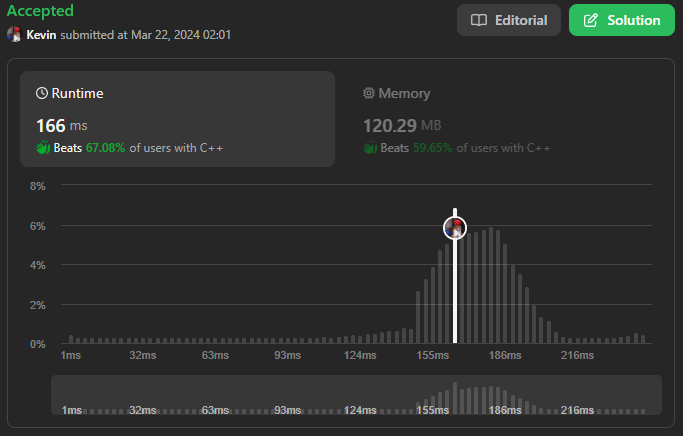 Accepted
Editorial
Solution
Kevin submitted at Mar 22, 2024 02:01
Runtime
Memory
166 ms
120.29 MB
Beats 67.08% of users with C++
Beats 59.65% of users with C++
8%
6%
4%
2%
0%
1ms 32ms 63ms 93ms 124ms 155ms 186ms 216ms
1ms 32ms 63ms 93ms 124ms 155ms 186ms 216ms